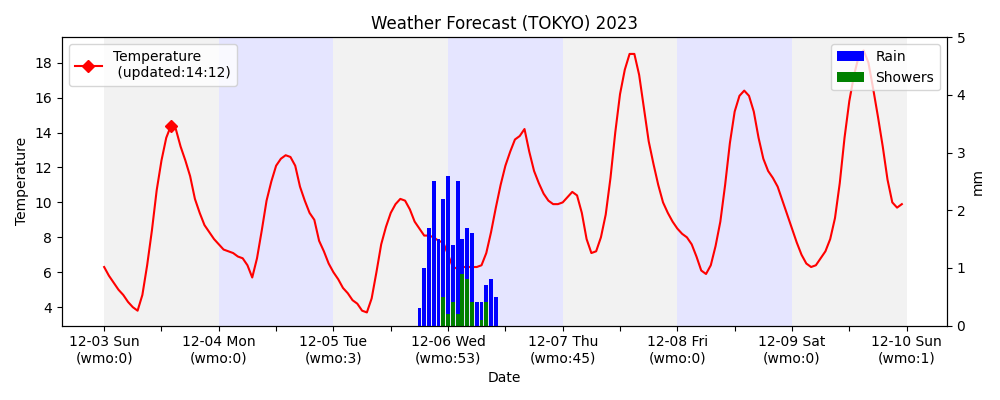 Weather Forecast (TOKYO) 2023
Temperature
(updated:14:12)
Rain
Showers
Temperature
18
16
14
12
10
8
6
4
5
4
3
2
1
0
mm
12-03 Sun
(wmo:0)
12-04 Mon
(wmo:0)
12-05 Tue
(wmo:3)
12-06 Wed
(wmo:53)
12-07 Thu
(wmo:45)
12-08 Fri
(wmo:0)
12-09 Sat
(wmo:0)
12-10 Sun
(wmo:1)
Date